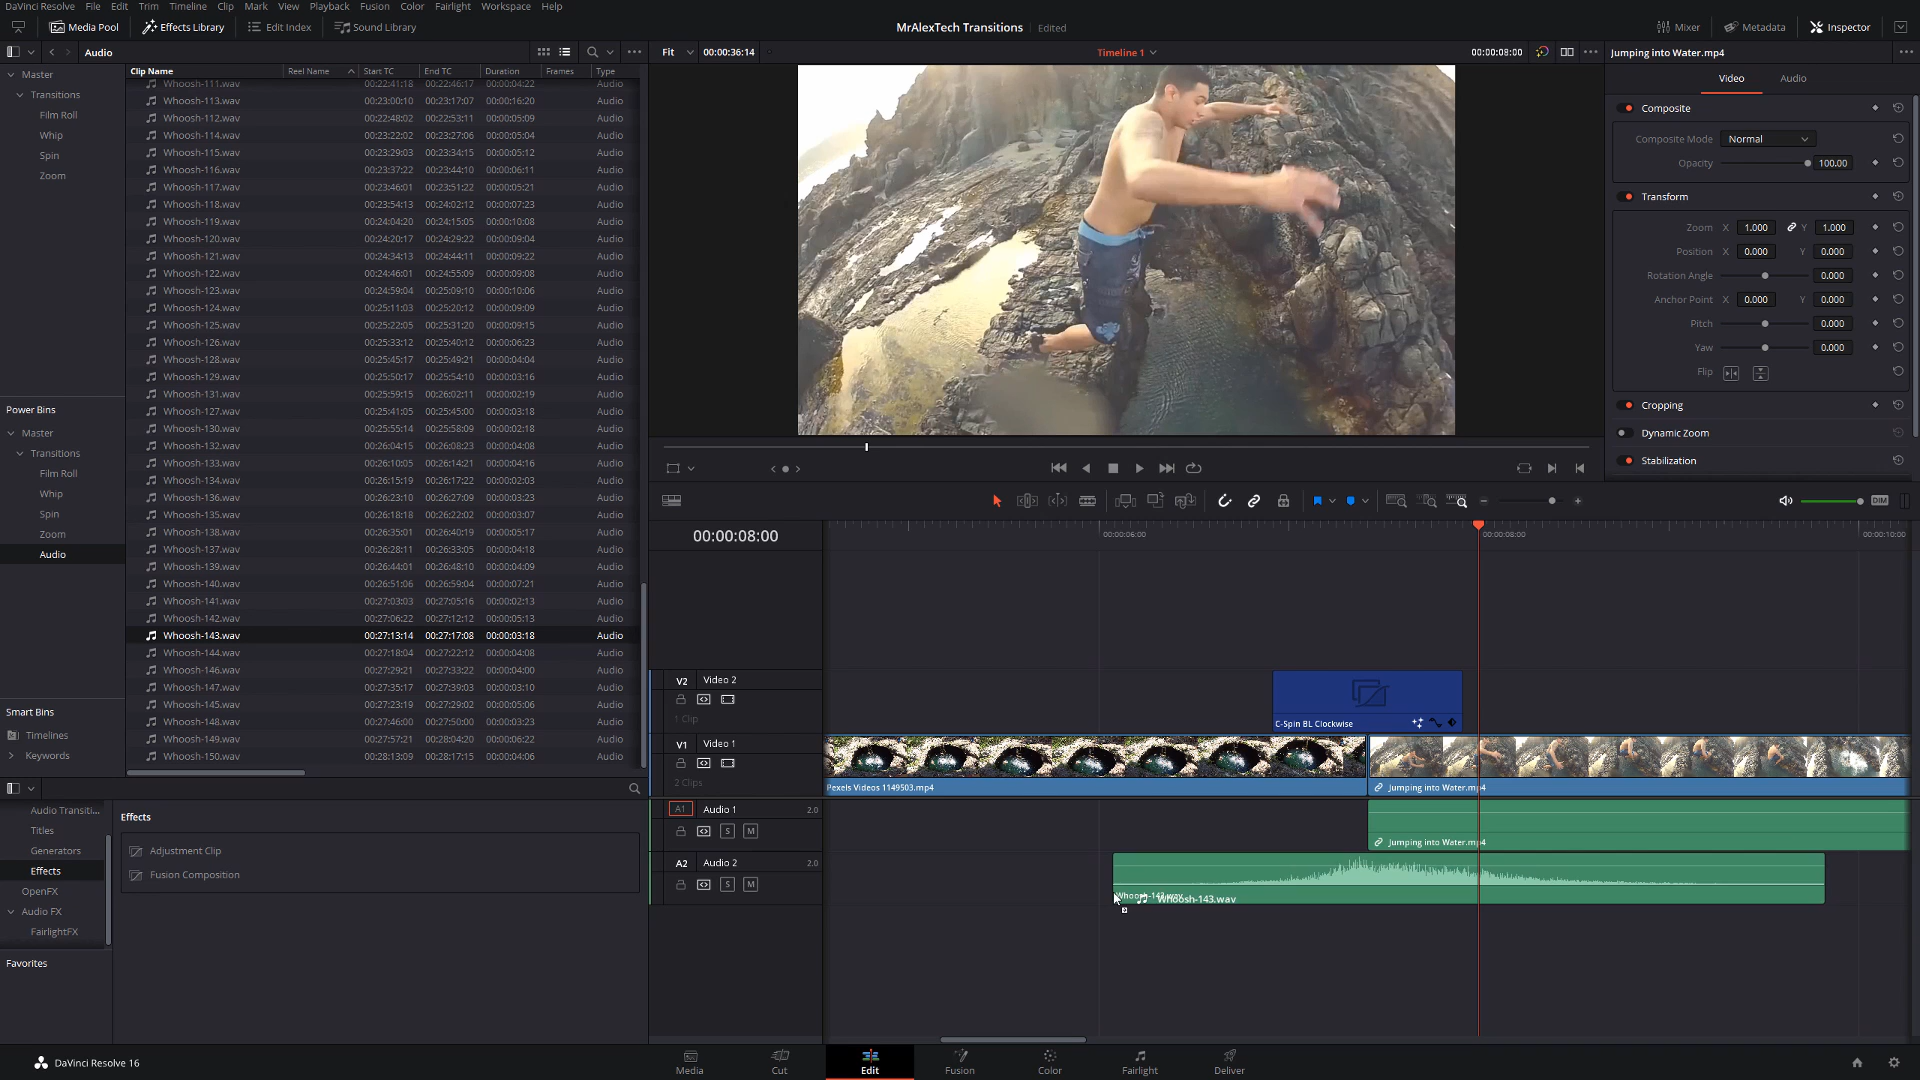 DaVinci Resolve File Edit Trim Timeline Clip Mark View Playback Fusion Color Fairlight Workspace Help
Media Pool Effects Library Edit Index Sound Library MrAlexTech Transitions Edited Mixer Metadata Inspector
Audio Fit 00:00:36:14 Timeline 1 00:00:08:00 Jumping into Water.mp4
Clip Name Reel Name Start TC End TC Duration Frames Type
Video Audio
Master
Transitions
Film Roll
Whip
Spin
Zoom
Power Bins
Master
Transitions
Film Roll
Whip
Spin
Zoom
Audio
Smart Bins
Timelines
Keywords
Whoosh-111.wav 00:22:41:18 00:22:46:17 00:00:04:22 Audio
Whoosh-113.wav 00:23:00:10 00:23:17:07 00:00:16:20 Audio
Whoosh-112.wav 00:22:48:02 00:22:53:11 00:00:05:09 Audio
Whoosh-114.wav 00:23:22:02 00:23:27:06 00:00:05:04 Audio
Whoosh-115.wav 00:23:29:03 00:23:34:15 00:00:05:12 Audio
Whoosh-116.wav 00:23:37:22 00:23:44:10 00:00:06:11 Audio
Whoosh-117.wav 00:23:46:01 00:23:51:22 00:00:05:21 Audio
Whoosh-118.wav 00:23:54:13 00:24:02:12 00:00:07:23 Audio
Whoosh-119.wav 00:24:04:20 00:24:15:05 00:00:10:08 Audio
Whoosh-120.wav 00:24:20:17 00:24:29:22 00:00:09:04 Audio
Whoosh-121.wav 00:24:34:13 00:24:44:11 00:00:09:22 Audio
Whoosh-122.wav 00:24:46:01 00:24:55:09 00:00:09:08 Audio
Whoosh-123.wav 00:24:59:04 00:25:09:10 00:00:10:06 Audio
Whoosh-124.wav 00:25:11:03 00:25:20:12 00:00:09:09 Audio
Whoosh-125.wav 00:25:22:05 00:25:31:20 00:00:09:15 Audio
Whoosh-126.wav 00:25:33:12 00:25:40:12 00:00:06:23 Audio
Whoosh-128.wav 00:25:45:17 00:25:49:21 00:00:04:04 Audio
Whoosh-129.wav 00:25:50:17 00:25:54:10 00:00:03:16 Audio
Whoosh-131.wav 00:25:59:15 00:26:02:11 00:00:02:19 Audio
Whoosh-127.wav 00:25:41:05 00:25:45:00 00:00:03:18 Audio
Whoosh-130.wav 00:25:55:14 00:25:58:09 00:00:02:18 Audio
Whoosh-132.wav 00:26:04:15 00:26:08:23 00:00:04:08 Audio
Whoosh-133.wav 00:26:10:05 00:26:14:21 00:00:04:16 Audio
Whoosh-134.wav 00:26:15:19 00:26:17:22 00:00:02:03 Audio
Whoosh-136.wav 00:26:23:10 00:26:27:09 00:00:03:23 Audio
Whoosh-135.wav 00:26:18:18 00:26:22:02 00:00:03:07 Audio
Whoosh-138.wav 00:26:35:01 00:26:40:19 00:00:05:17 Audio
Whoosh-137.wav 00:26:28:11 00:26:33:05 00:00:04:18 Audio
Whoosh-139.wav 00:26:44:01 00:26:48:10 00:00:04:09 Audio
Whoosh-140.wav 00:26:51:06 00:26:59:04 00:00:07:21 Audio
Whoosh-141.wav 00:27:03:03 00:27:05:16 00:00:02:13 Audio
Whoosh-142.wav 00:27:06:22 00:27:12:12 00:00:05:13 Audio
Whoosh-143.wav 00:27:13:14 00:27:17:08 00:00:03:18 Audio
Whoosh-144.wav 00:27:18:04 00:27:22:12 00:00:04:08 Audio
Whoosh-146.wav 00:27:29:21 00:27:33:22 00:00:04:00 Audio
Whoosh-147.wav 00:27:35:17 00:27:39:03 00:00:03:10 Audio
Whoosh-145.wav 00:27:23:19 00:27:29:02 00:00:05:06 Audio
Whoosh-148.wav 00:27:46:00 00:27:50:00 00:00:03:23 Audio
Whoosh-149.wav 00:27:57:21 00:28:04:20 00:00:06:22 Audio
Whoosh-150.wav 00:28:13:09 00:28:17:15 00:00:04:06 Audio
Composite
Composite Mode Normal
Opacity 100.00
Transform
Zoom X 1.000 Y 1.000
Position X 0.000 Y 0.000
Rotation Angle 0.000
Anchor Point X 0.000 Y 0.000
Pitch 0.000
Yaw 0.000
Flip
Cropping
Dynamic Zoom
Stabilization
DIM
00:00:08:00 00:00:06:00 00:00:08:00 00:00:10:00
V2 Video 2
1 Clip
C-Spin BL Clockwise
V1 Video 1
2 Clips
Pexels Videos 1149503.mp4 Jumping into Water.mp4
A1 Audio 1 2.0
Jumping into Water.mp4
A2 Audio 2 2.0
S M
S M
Whoosh-143.wav
Whoosh-143.wav
Audio Transiti...
Titles
Generators
Effects
OpenFX
Audio FX
FairlightFX
Favorites
Effects
Adjustment Clip
Fusion Composition
DaVinci Resolve 16
Media Cut Edit Fusion Color Fairlight Deliver